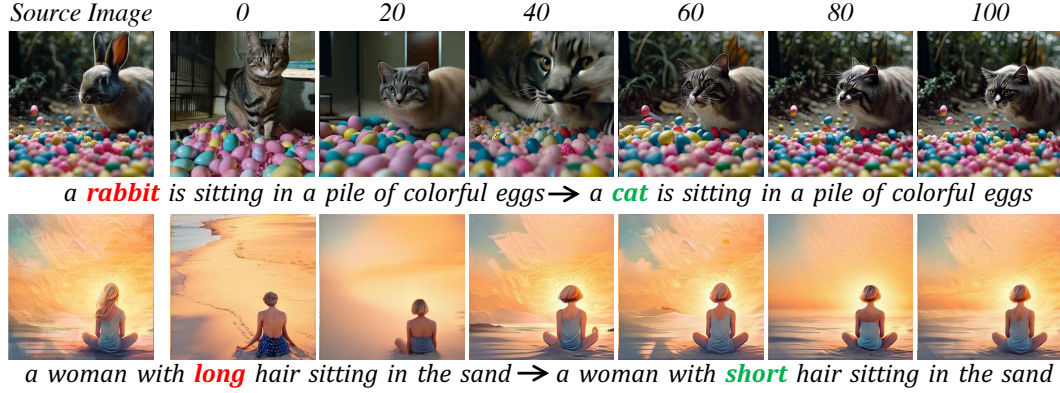 Source Image 0 20 40 60 80 100
a rabbit is sitting in a pile of colorful eggs → a cat is sitting in a pile of colorful eggs
a woman with long hair sitting in the sand → a woman with short hair sitting in the sand